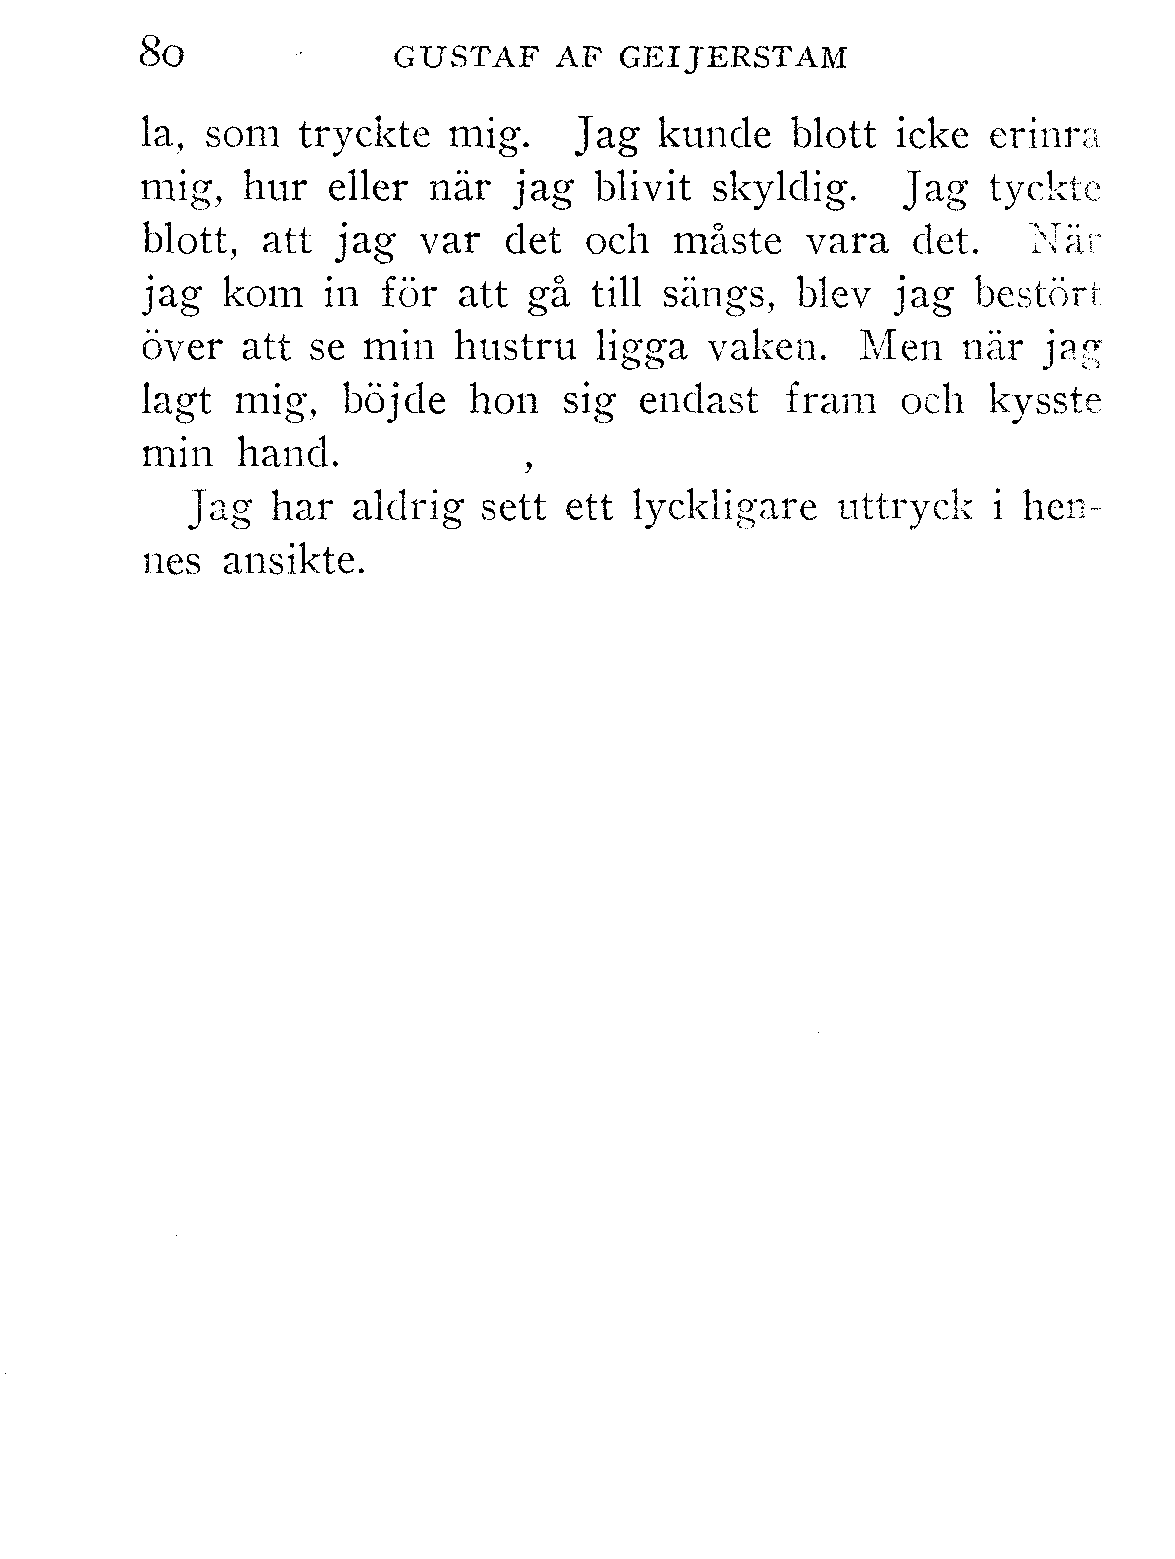 80 GUSTAF AF GEIJERSTAM
la, som tryckte mig. Jag kunde blott icke erinra
mig, hur eller när jag blivit skyldig. Jag tyckte
blott, att jag var det och måste vara det. När
jag kom in för att gå till sängs, blev jag bestört
över att se min hustru ligga vaken. Men när jag
lagt mig, böjde hon sig endast fram och kysste
min hand.
Jag har aldrig sett ett lyckligare uttryck i hen-
nes ansikte.